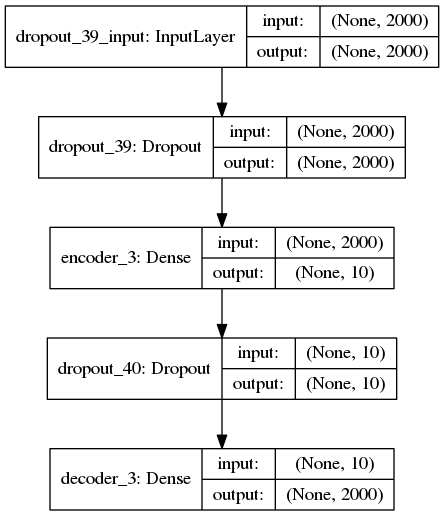 dropout_39_input: InputLayer
input: (None, 2000)
output: (None, 2000)
dropout_39: Dropout
input: (None, 2000)
output: (None, 2000)
encoder_3: Dense
input: (None, 2000)
output: (None, 10)
dropout_40: Dropout
input: (None, 10)
output: (None, 10)
decoder_3: Dense
input: (None, 10)
output: (None, 2000)